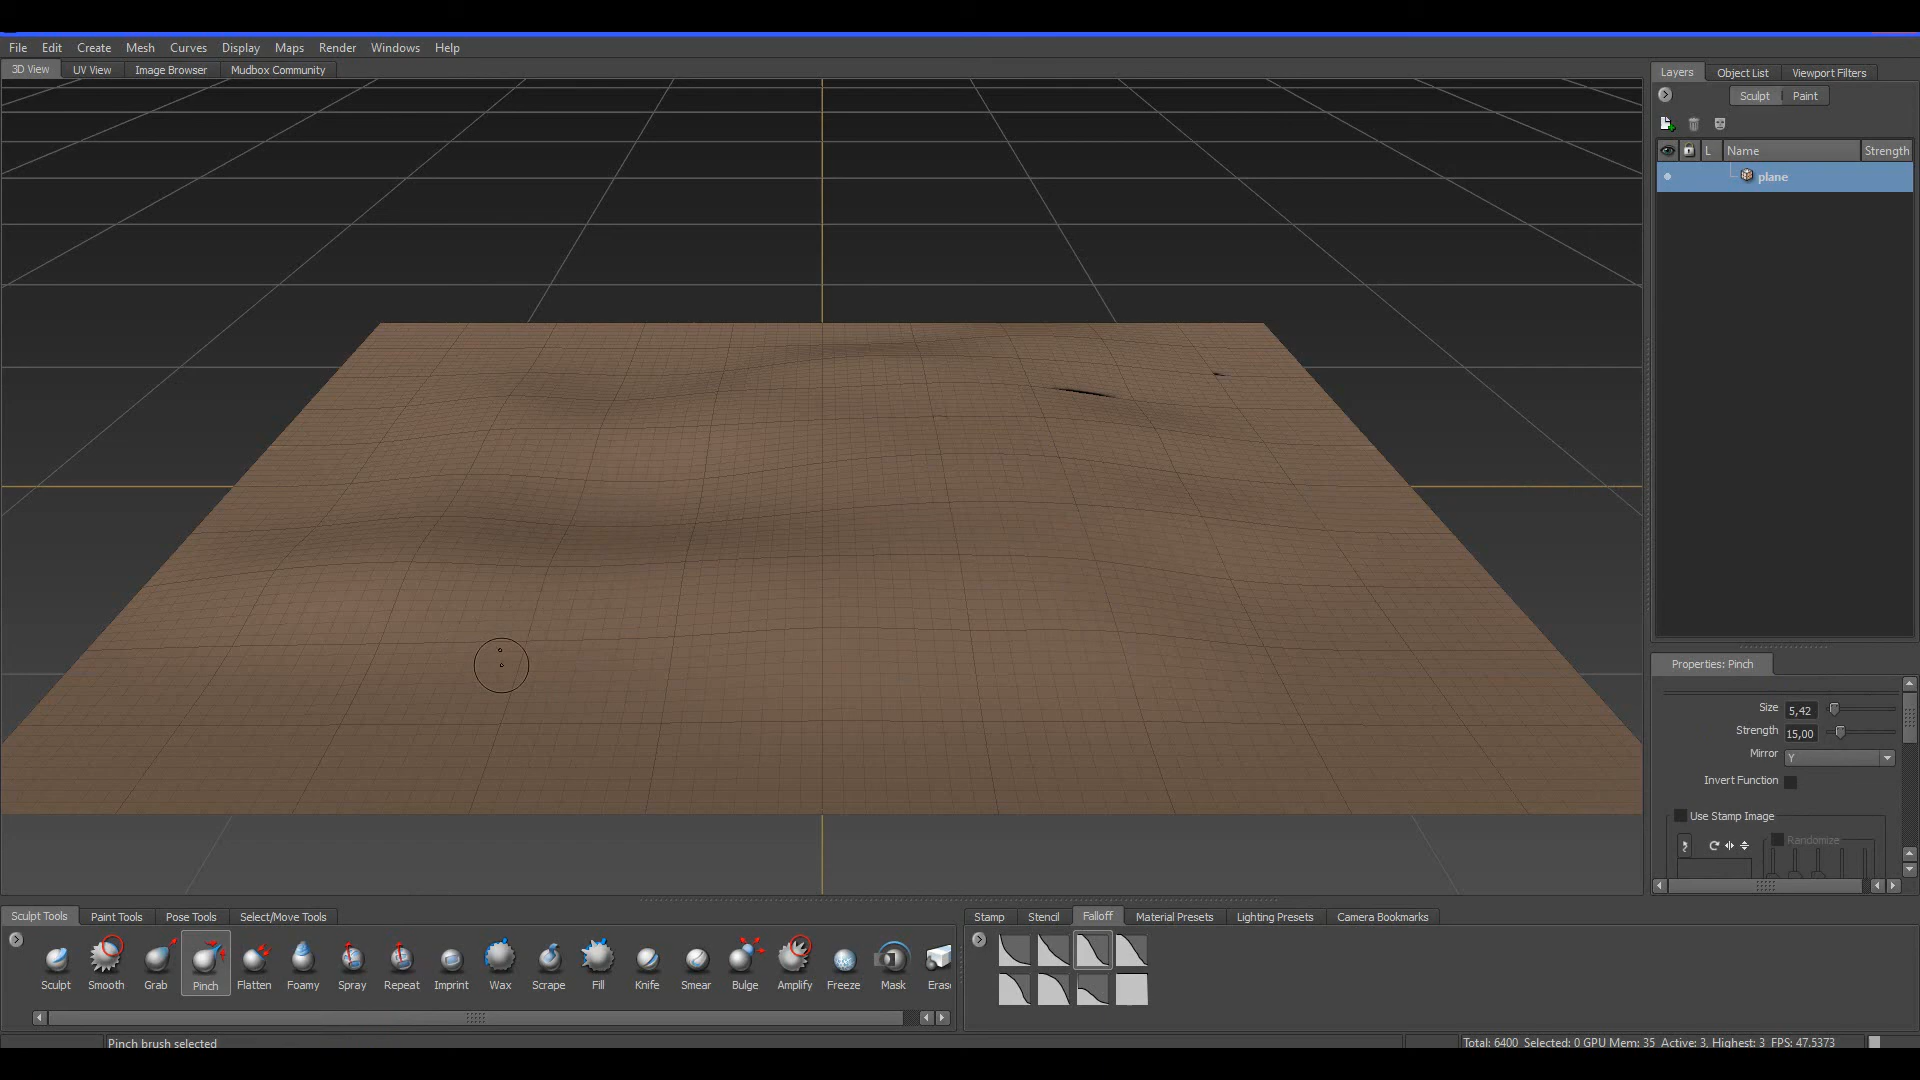 File Edit Create Mesh Curves Display Maps Render Windows Help
3D View UV View Image Browser Mudbox Community
Layers Object List Viewport Filters
Sculpt Paint
L Name Strength
plane
Properties: Pinch
Size 5,42
Strength 15,00
Mirror Y
Invert Function
Use Stamp Image
Randomize
Sculpt Tools Paint Tools Pose Tools Select/Move Tools
Stamp Stencil Falloff Material Presets Lighting Presets Camera Bookmarks
Sculpt Smooth Grab Pinch Flatten Foamy Spray Repeat Imprint Wax Scrape Fill Knife Smear Bulge Amplify Freeze Mask Eras
Pinch brush selected
Total: 6400 Selected: 0 GPU Mem: 35 Active: 3, Highest: 3 FPS: 47.5373